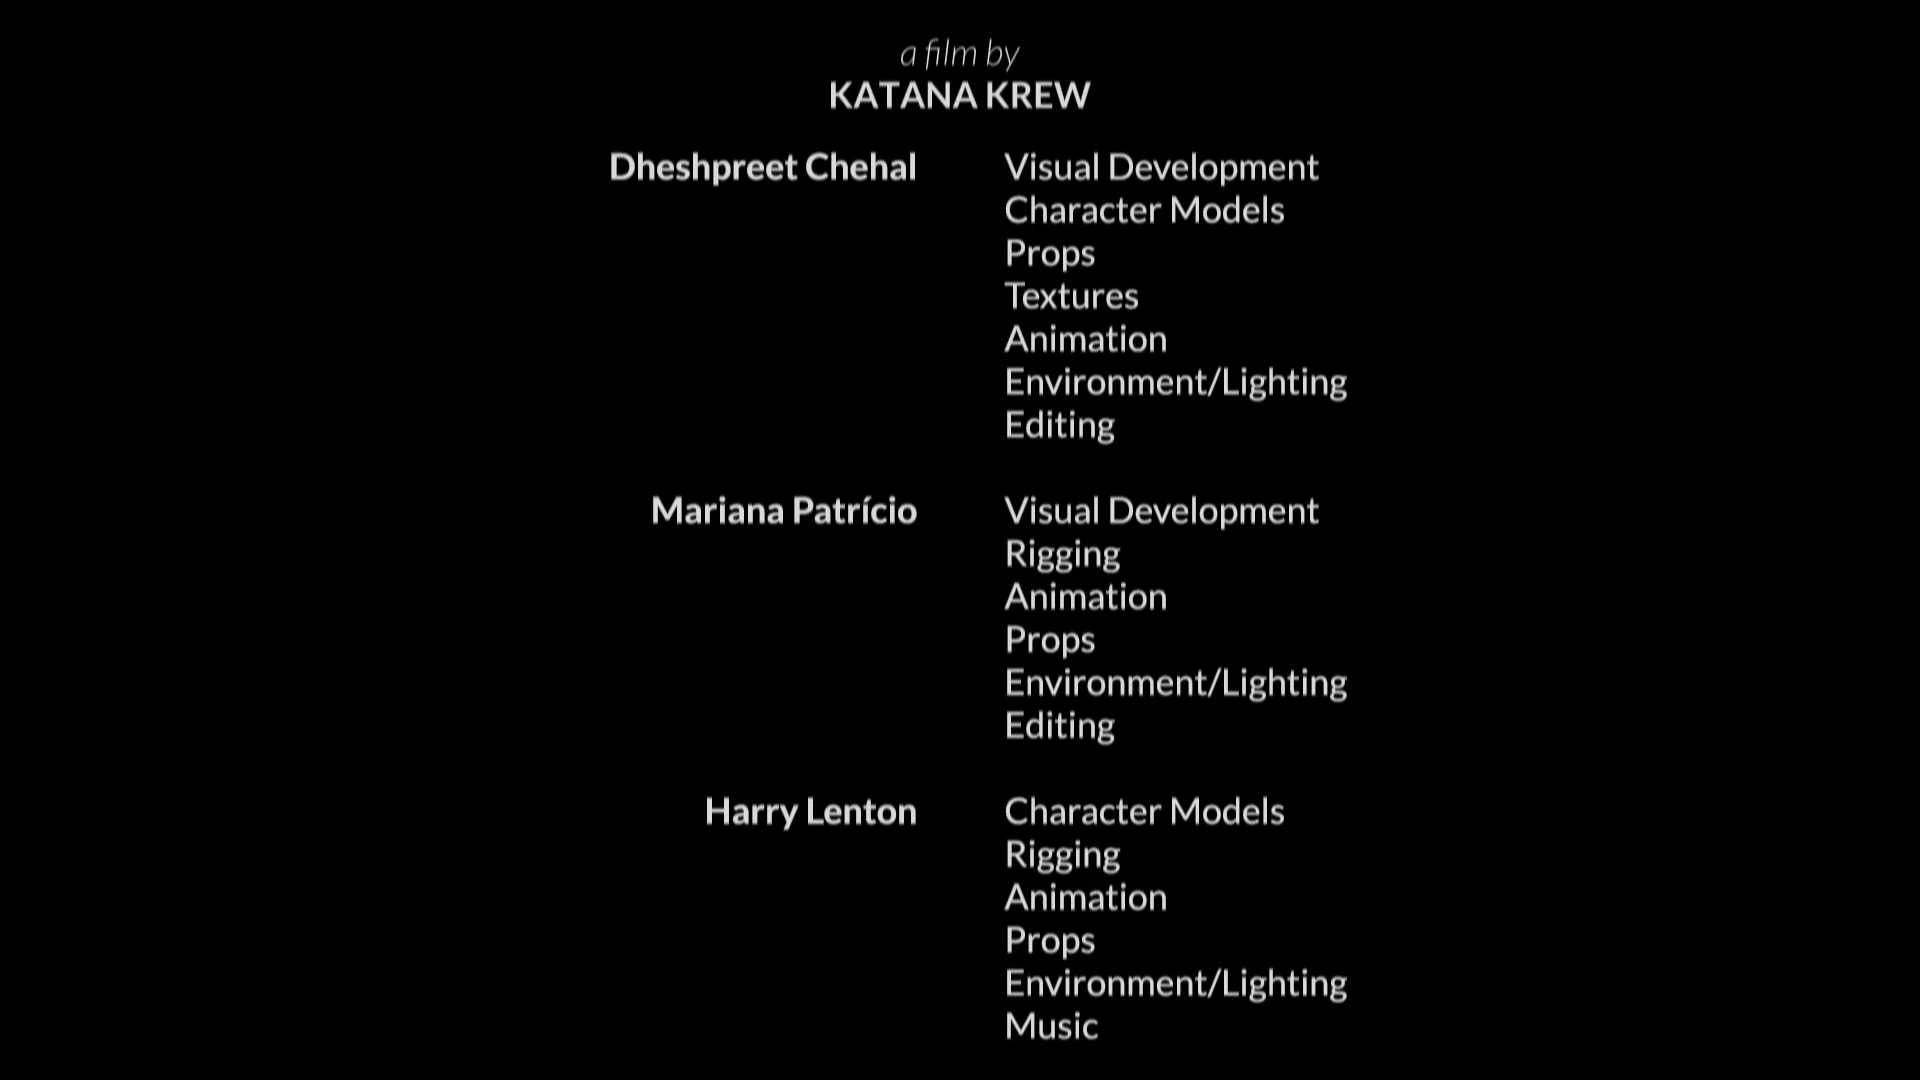 a film by
KATANA KREW
Dheshpreet Chehal Visual Development
Character Models
Props
Textures
Animation
Environment/Lighting
Editing
Mariana Patrício Visual Development
Rigging
Animation
Props
Environment/Lighting
Editing
Harry Lenton Character Models
Rigging
Animation
Props
Environment/Lighting
Music